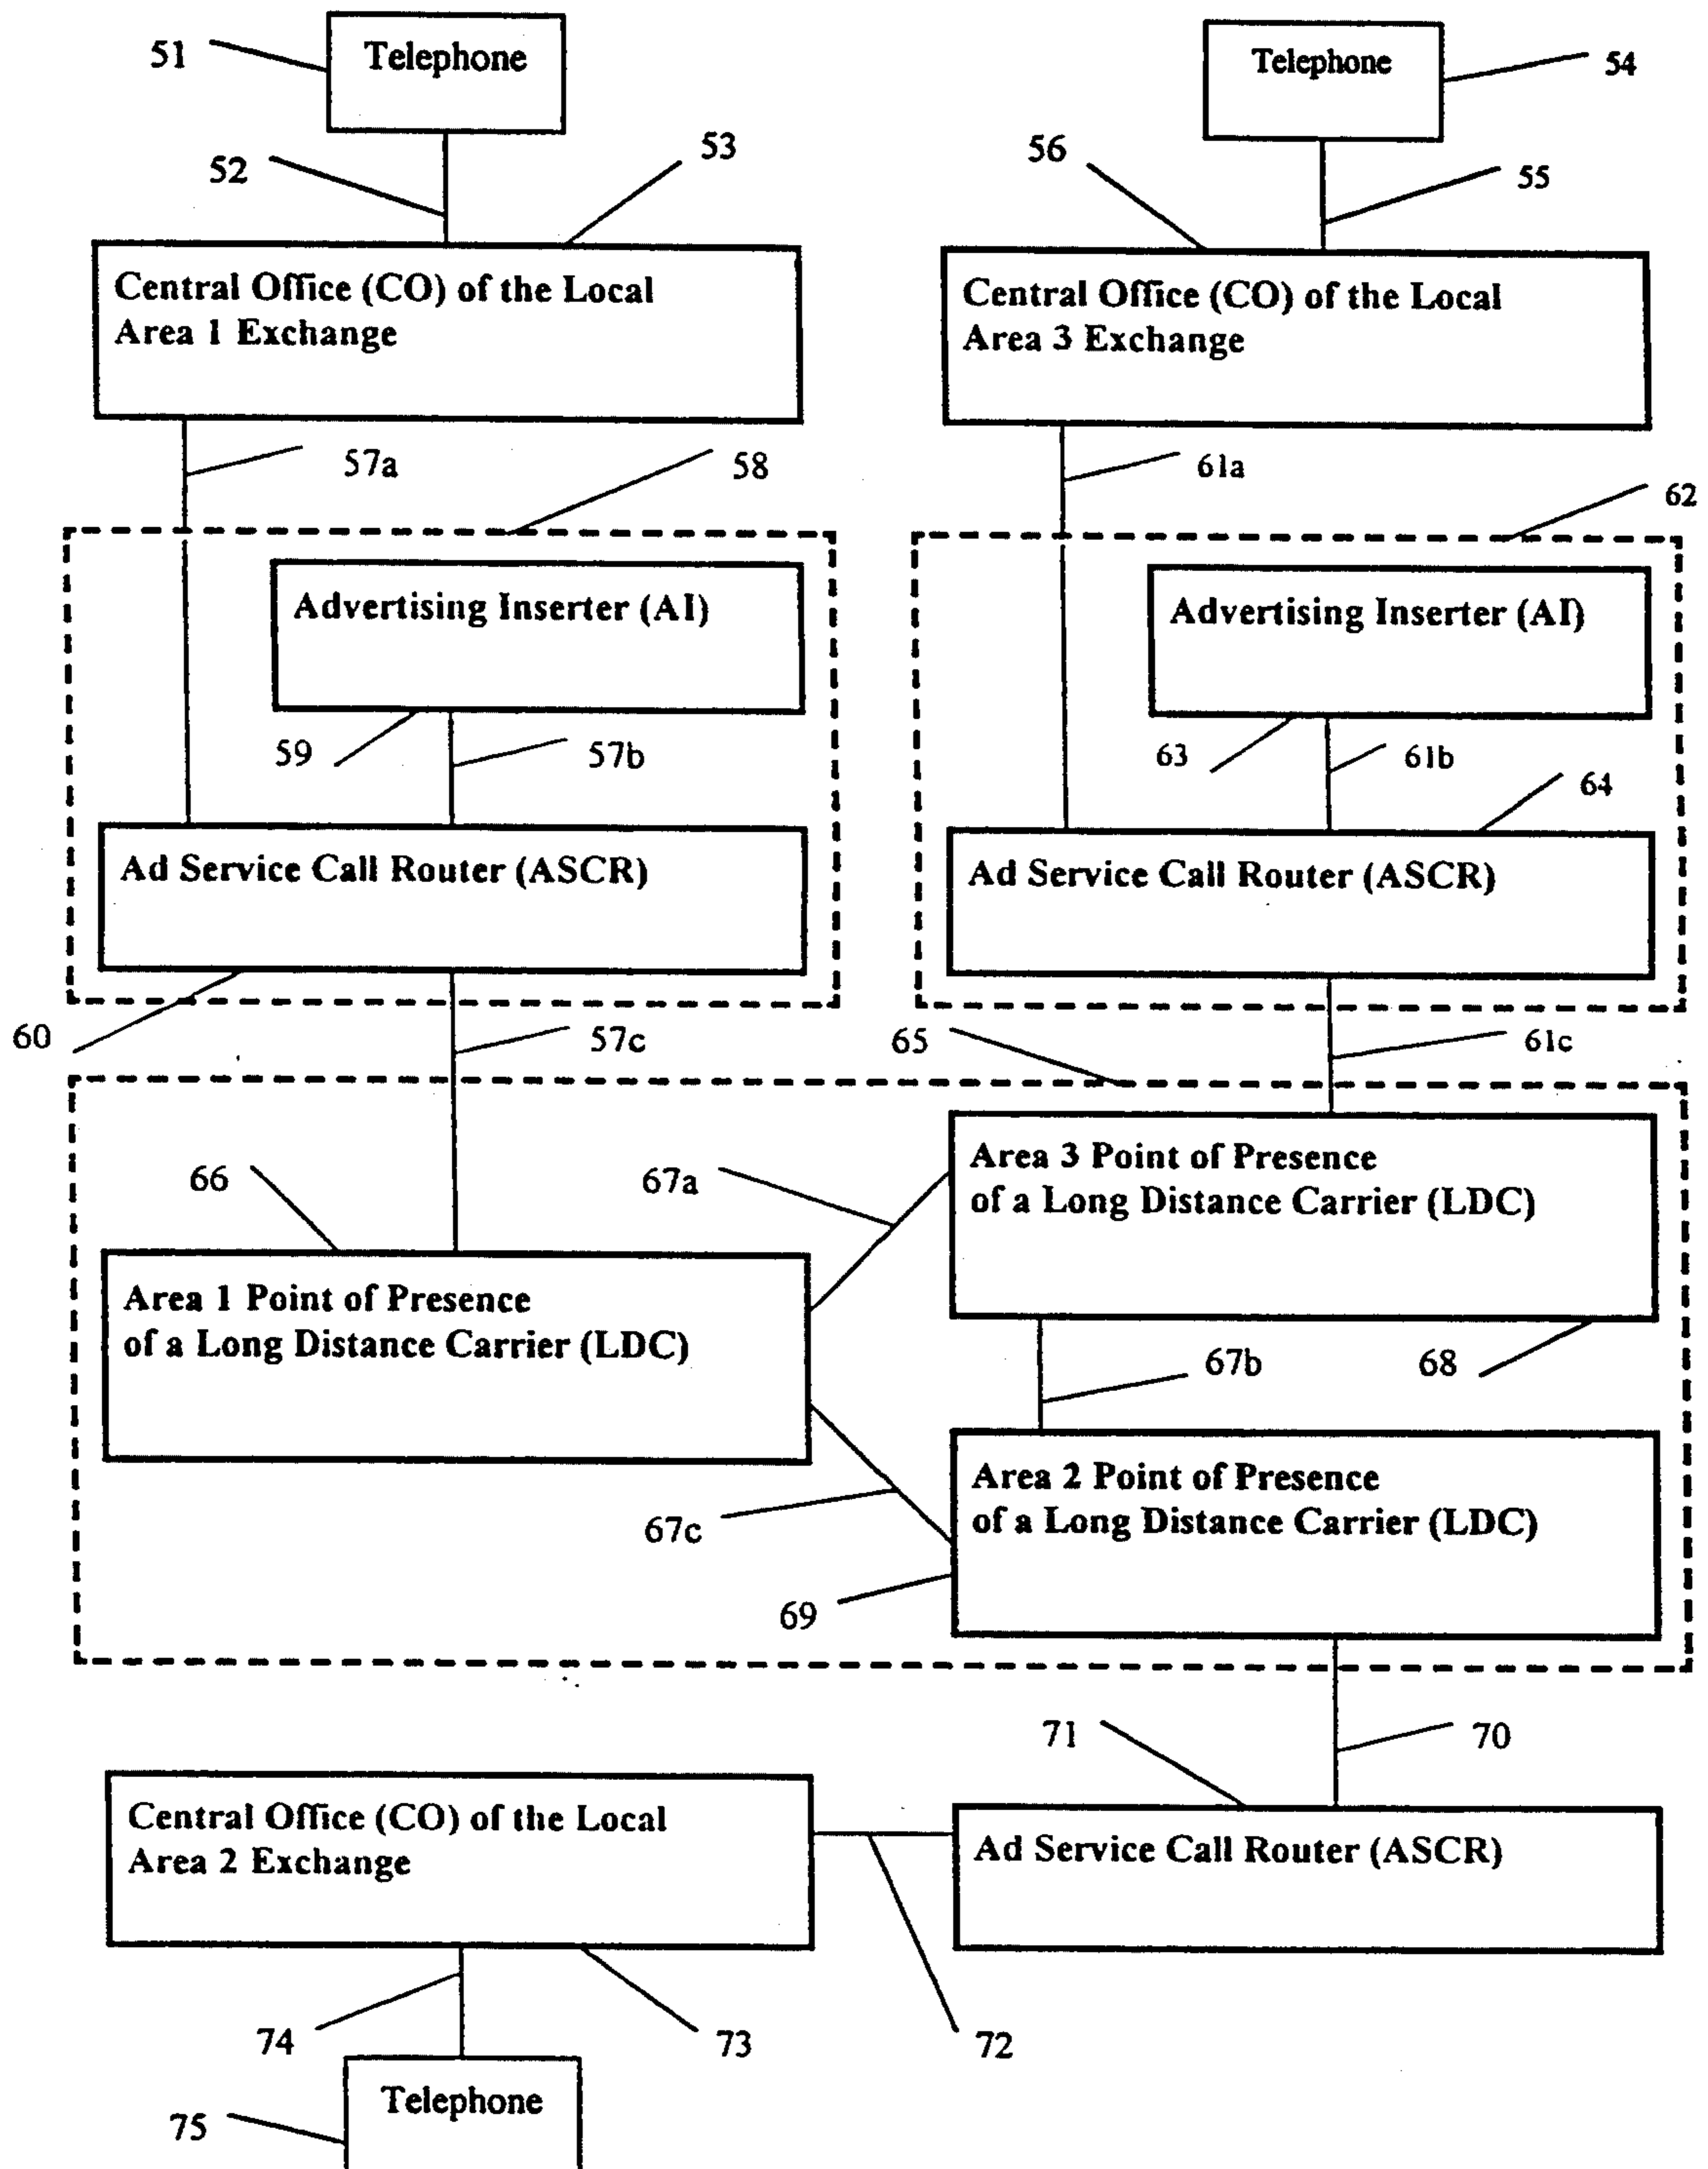 51
Telephone
Telephone
54
52
53
56
55
Central Office (CO) of the Local
Area 1 Exchange
Central Office (CO) of the Local
Area 3 Exchange
57a
58
61a
62
Advertising Inserter (AI)
Advertising Inserter (AI)
59
57b
63
61b
64
Ad Service Call Router (ASCR)
Ad Service Call Router (ASCR)
60
57c
65
61c
66
67a
Area 3 Point of Presence
of a Long Distance Carrier (LDC)
Area 1 Point of Presence
of a Long Distance Carrier (LDC)
67b
68
Area 2 Point of Presence
of a Long Distance Carrier (LDC)
67c
69
71
70
Central Office (CO) of the Local
Area 2 Exchange
Ad Service Call Router (ASCR)
74
73
72
Telephone
75